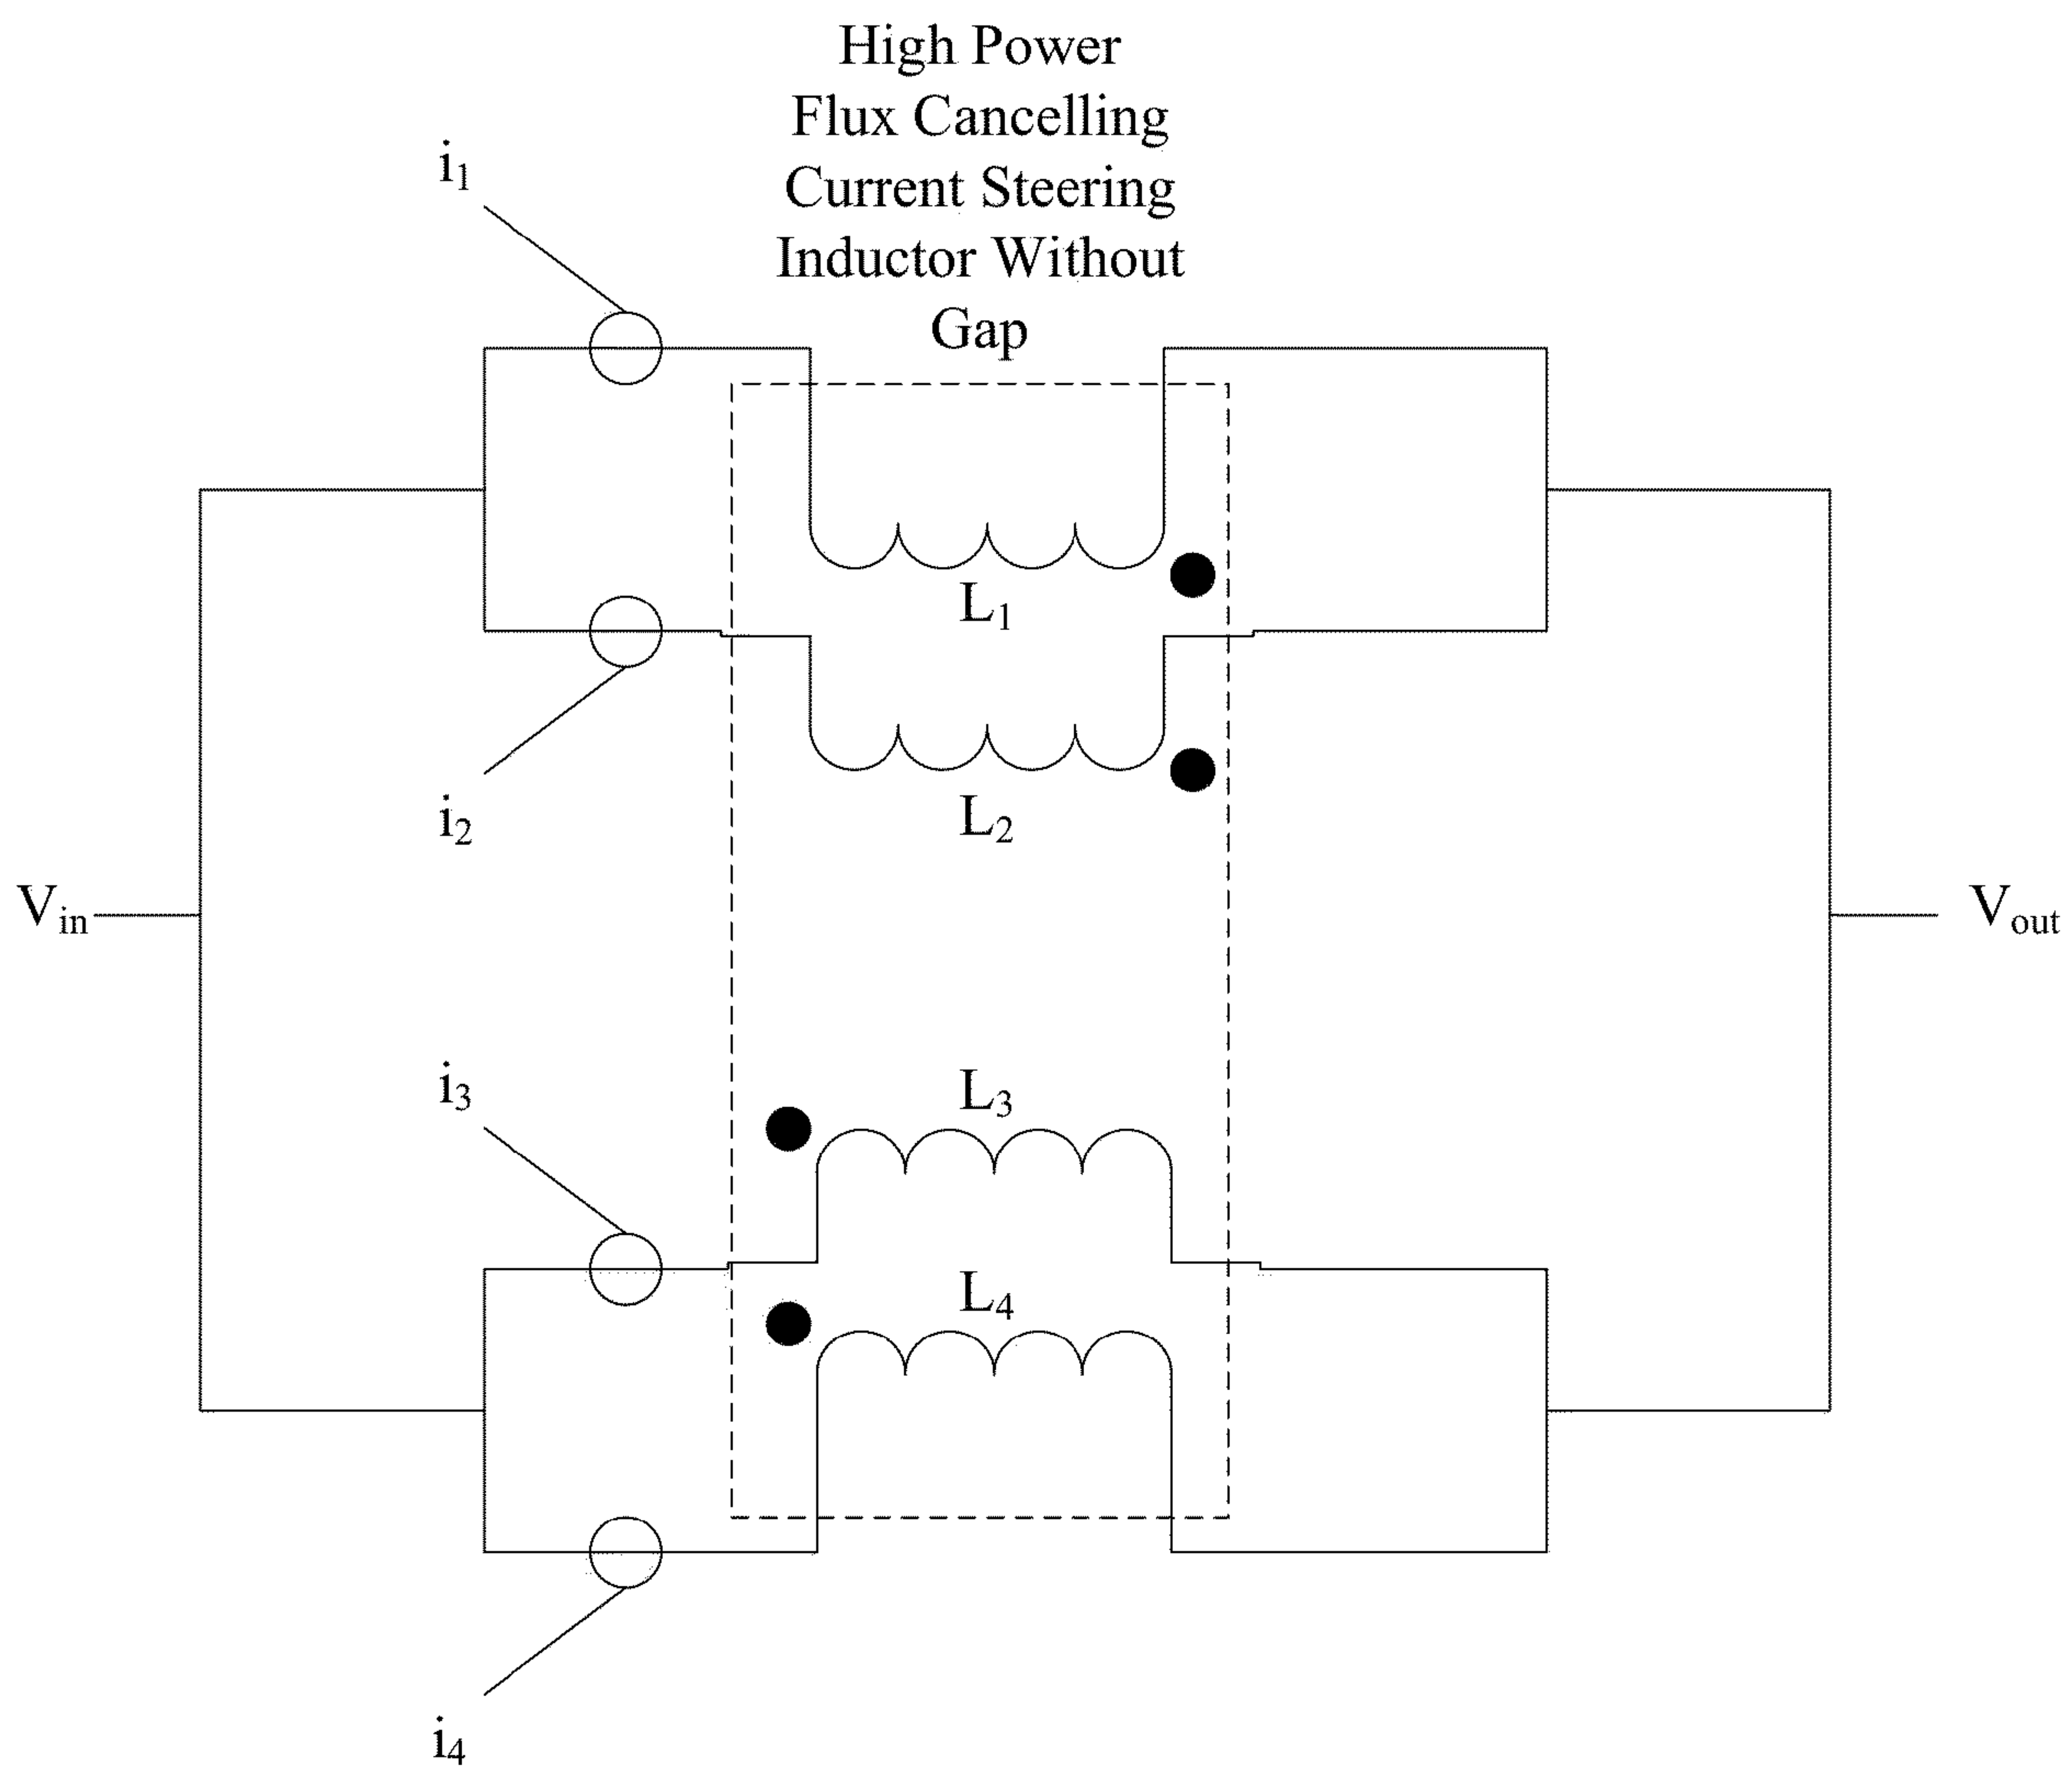 High Power
Flux Cancelling
Current Steering
Inductor Without
Gap
i1
L1
i2
L2
Vin
Vout
i3
L3
L4
i4